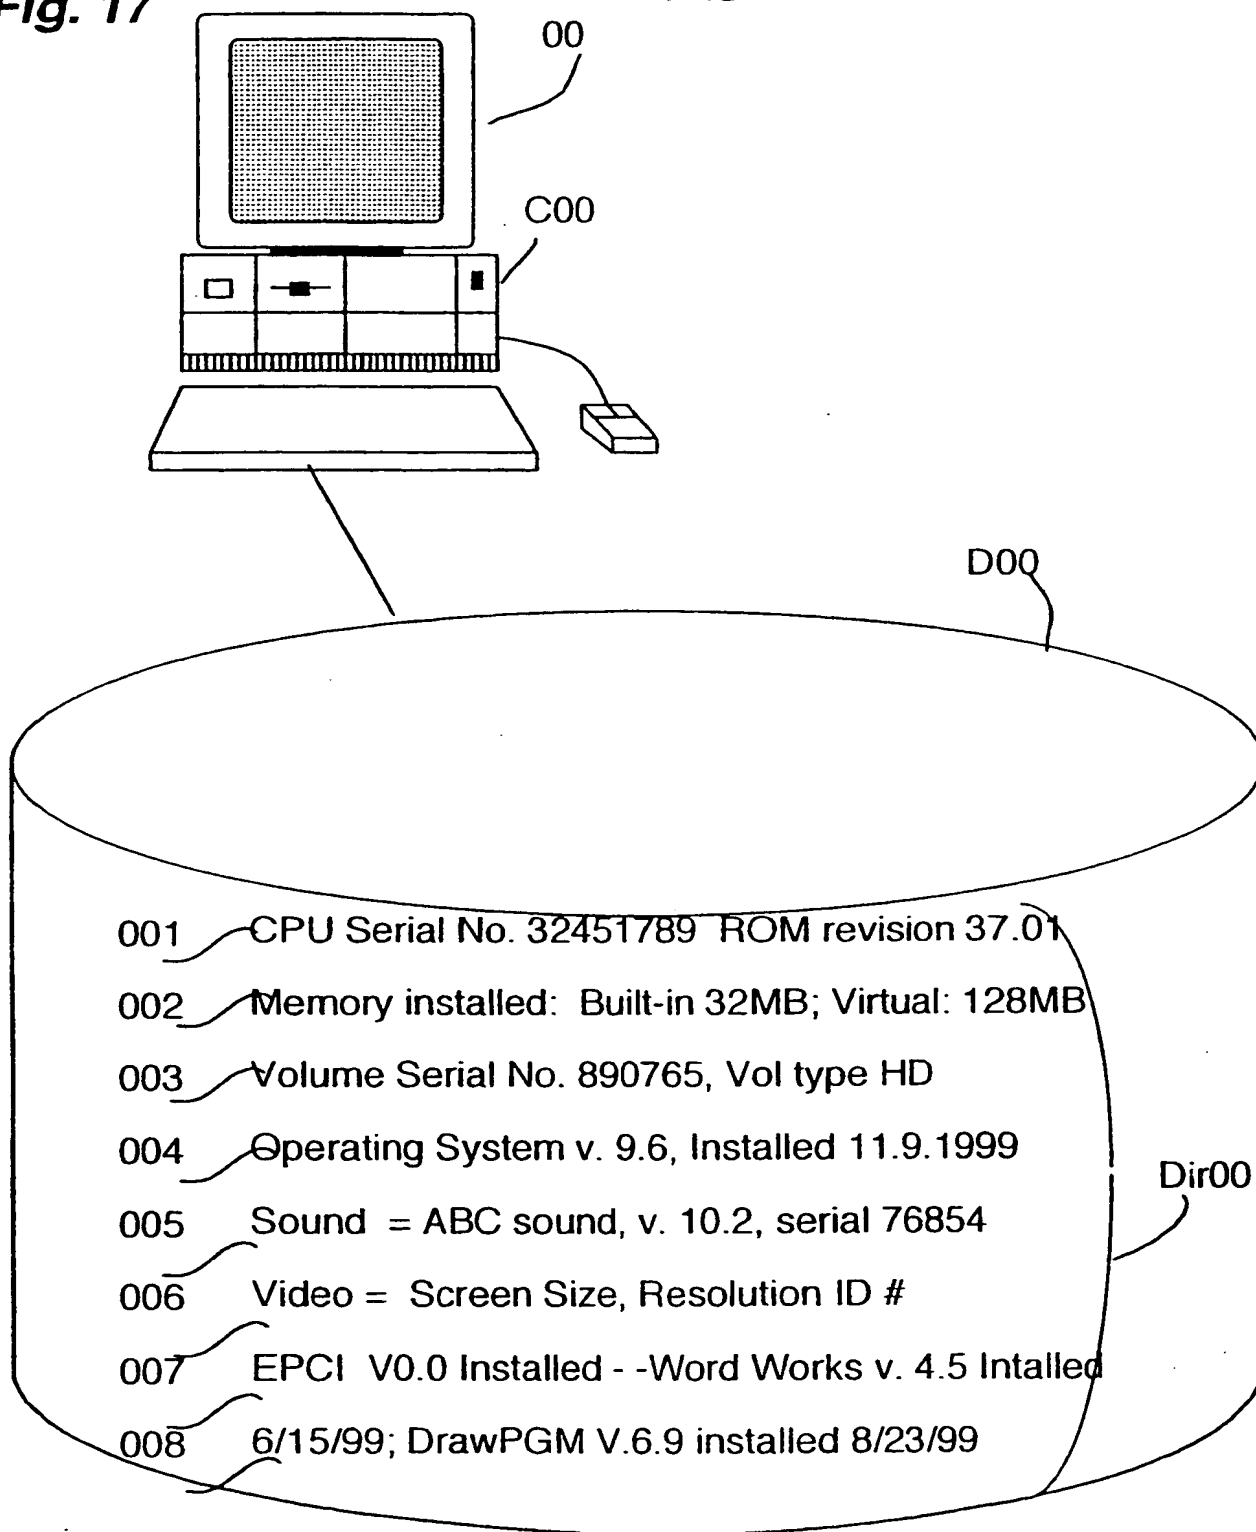 Fig. 17
00
C00
D00
001 CPU Serial No. 32451789 ROM revision 37.01
002 Memory installed: Built-in 32MB; Virtual: 128MB
003 Volume Serial No. 890765, Vol type HD
004 Operating System v. 9.6, Installed 11.9.1999
Dir00
005 Sound = ABC sound, v. 10.2, serial 76854
006 Video = Screen Size, Resolution ID #
007 EPCI V0.0 Installed - -Word Works v. 4.5 Intalled
008 6/15/99; DrawPGM V.6.9 installed 8/23/99